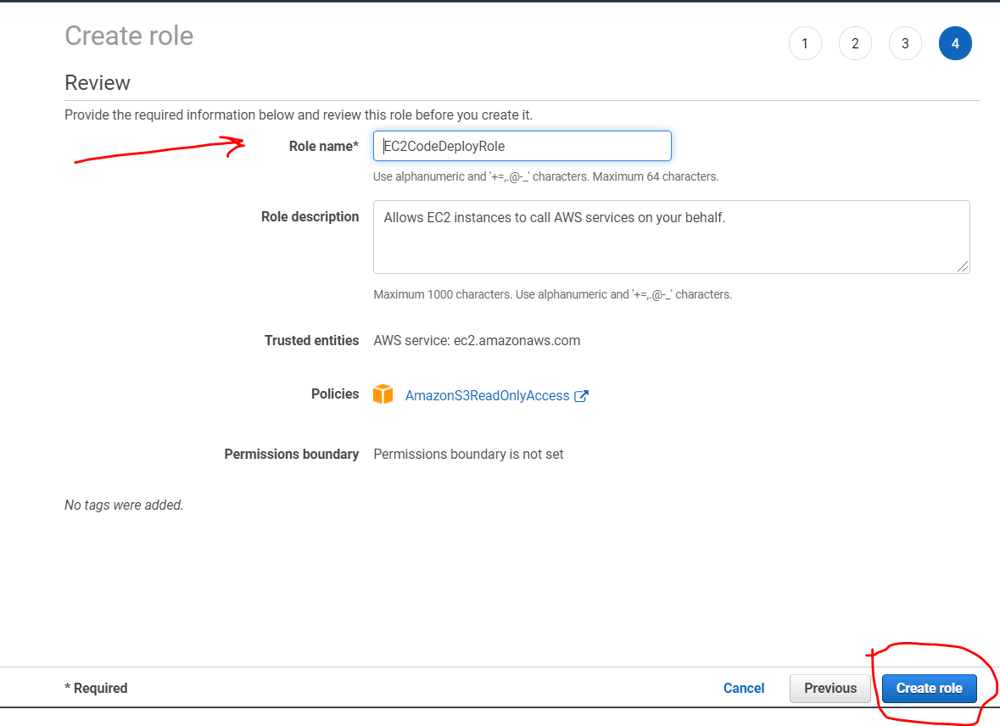 Create role
1 2 3 4
Review
Provide the required information below and review this role before you create it.
Role name* EC2CodeDeployRole
Use alphanumeric and '+=,.@-_' characters. Maximum 64 characters.
Role description Allows EC2 instances to call AWS services on your behalf.
Maximum 1000 characters. Use alphanumeric and '+=,.@-_' characters.
Trusted entities AWS service: ec2.amazonaws.com
Policies AmazonS3ReadOnlyAccess
Permissions boundary Permissions boundary is not set
No tags were added.
* Required Cancel Previous Create role